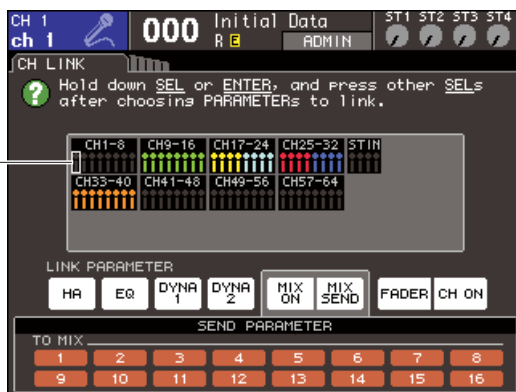 CH 1
ch 1
000
Initial Data
R E
ADMIN
ST1 ST2 ST3 ST4
CH LINK
? Hold down SEL or ENTER, and press other SELs
after choosing PARAMETERs to link.
CH1-8 CH9-16 CH17-24 CH25-32 STIN
CH33-40 CH41-48 CH49-56 CH57-64
LINK PARAMETER
HA EQ DYNA 1 DYNA 2 MIX ON MIX SEND FADER CH ON
SEND PARAMETER
TO MIX
1 2 3 4 5 6 7 8
9 10 11 12 13 14 15 16